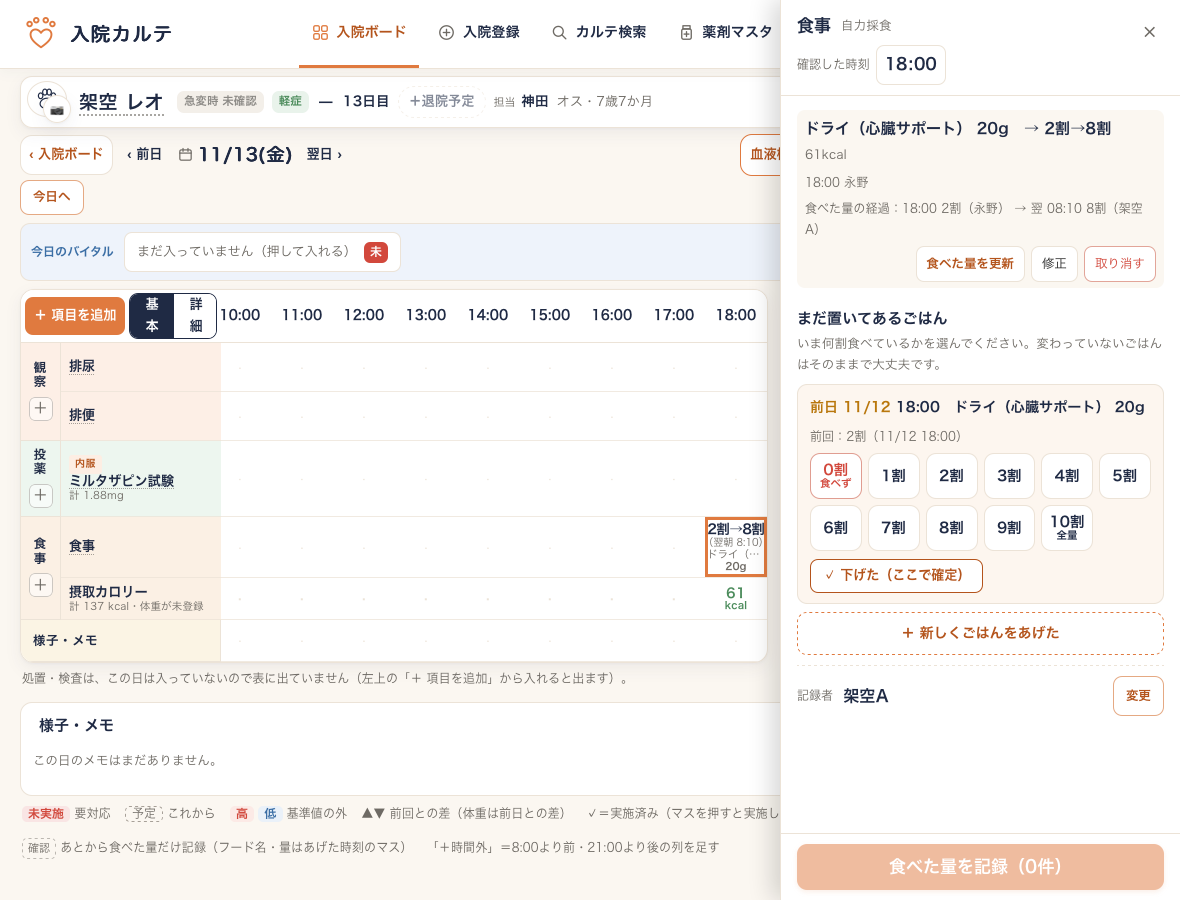 入院カルテ
入院ボード
入院登録
カルテ検索
薬剤マスタ
架空 レオ
急変時 未確認
軽症
— 13日目
+退院予定
担当 神田 オス・7歳7か月
‹ 入院ボード
‹ 前日
11/13(金)
翌日 ›
血液
今日へ
今日のバイタル
まだ入っていません（押して入れる）
未
＋ 項目を追加
基本
詳細
10:00 11:00 12:00 13:00 14:00 15:00 16:00 17:00 18:00
観察
＋
排尿
排便
投薬
＋
内服
ミルタザピン試験
計 1.88mg
食事
＋
食事
2割→8割
（翌朝 8:10）
ドライ（…
20g
摂取カロリー
計 137 kcal・体重が未登録
61
kcal
様子・メモ
処置・検査は、この日は入っていないので表に出ていません（左上の「＋ 項目を追加」から入れると出ます）。
様子・メモ
この日のメモはまだありません。
未実施 要対応 予定 これから 高 低 基準値の外 ▲▼ 前回との差（体重は前日との差） ✓＝実施済み（マスを押すと実施し
確認 あとから食べた量だけ記録（フード名・量はあげた時刻のマス） 「＋時間外」＝8:00より前・21:00より後の列を足す
食事 自力採食
×
確認した時刻 18:00
ドライ（心臓サポート） 20g → 2割→8割
61kcal
18:00 永野
食べた量の経過：18:00 2割（永野） → 翌 08:10 8割（架空
A）
食べた量を更新
修正
取り消す
まだ置いてあるごはん
いま何割食べているかを選んでください。変わっていないごはん
はそのままで大丈夫です。
前日 11/12 18:00 ドライ（心臓サポート） 20g
前回：2割（11/12 18:00）
0割
食べず
1割
2割
3割
4割
5割
6割
7割
8割
9割
10割
全量
✓ 下げた（ここで確定）
＋ 新しくごはんをあげた
記録者 架空A
変更
食べた量を記録（0件）